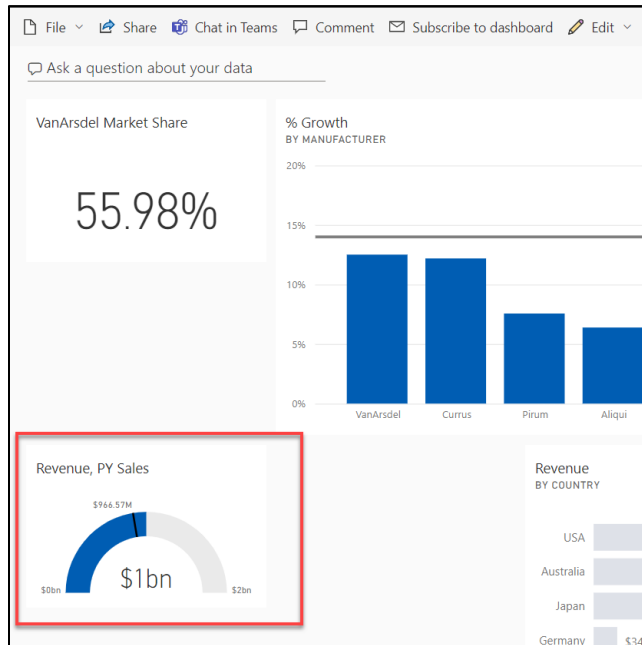 File Share Chat in Teams Comment Subscribe to dashboard Edit
Ask a question about your data
VanArsdel Market Share
55.98%
% Growth
BY MANUFACTURER
20%
15%
10%
5%
0%
VanArsdel Currus Pirum Aliqui
Revenue, PY Sales
$966.57M
$1bn
$0bn $2bn
Revenue
BY COUNTRY
USA
Australia
Japan
Germany $34